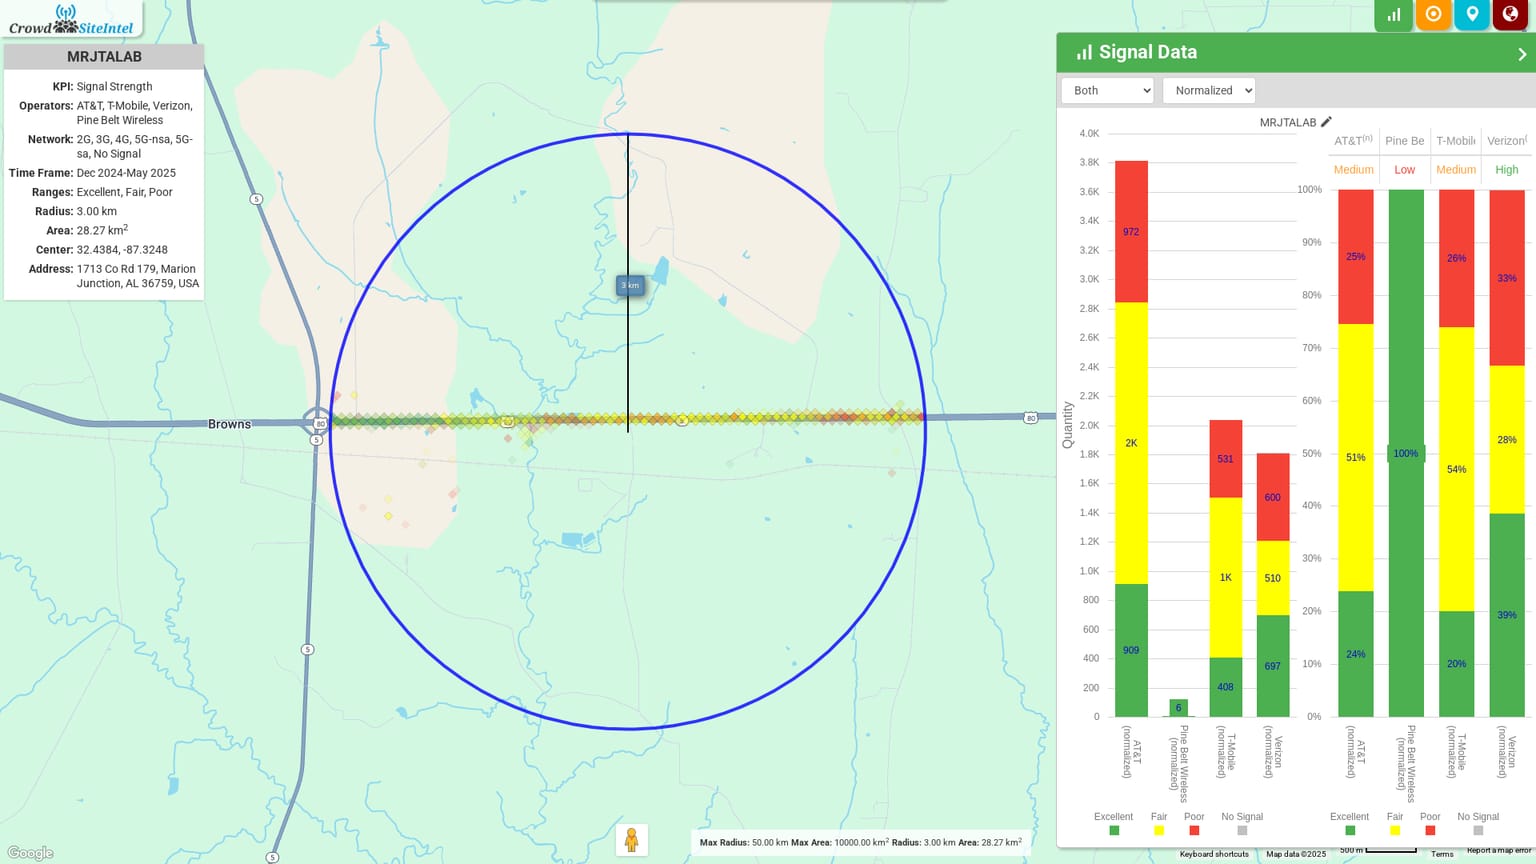 Crowd SiteIntel
MRJTALAB
KPI: Signal Strength
Operators: AT&T, T-Mobile, Verizon,
Pine Belt Wireless
Network: 2G, 3G, 4G, 5G-nsa, 5G-
sa, No Signal
Time Frame: Dec 2024-May 2025
Ranges: Excellent, Fair, Poor
Radius: 3.00 km
Area: 28.27 km2
Center: 32.4384, -87.3248
Address: 1713 Co Rd 179, Marion
Junction, AL 36759, USA
5
3 km
Browns
80
5
80
5
5
Google
Max Radius: 50.00 km Max Area: 10000.00 km2 Radius: 3.00 km Area: 28.27 km2
Signal Data
Both
Normalized
MRJTALAB
4.0K
3.8K
3.6K
3.4K
3.2K
3.0K
2.8K
2.6K
2.4K
2.2K
2.0K
1.8K
1.6K
1.4K
1.2K
1.0K
800
600
400
200
0
Quantity
972
2K
909
6
531
1K
408
600
510
697
AT&T (normalized)
Pine Belt Wireless (normalized)
T-Mobile (normalized)
Verizon (normalized)
Excellent
Fair
Poor
No Signal
AT&T(n)
Pine Be
T-Mobile
Verizon(
Medium
Low
Medium
High
100%
90%
80%
70%
60%
50%
40%
30%
20%
10%
0%
25%
51%
24%
100%
26%
54%
20%
33%
28%
39%
AT&T (normalized)
Pine Belt Wireless (normalized)
T-Mobile (normalized)
Verizon (normalized)
Excellent
Fair
Poor
No Signal
Keyboard shortcuts
Map data ©2025
500 m
Terms
Report a map error